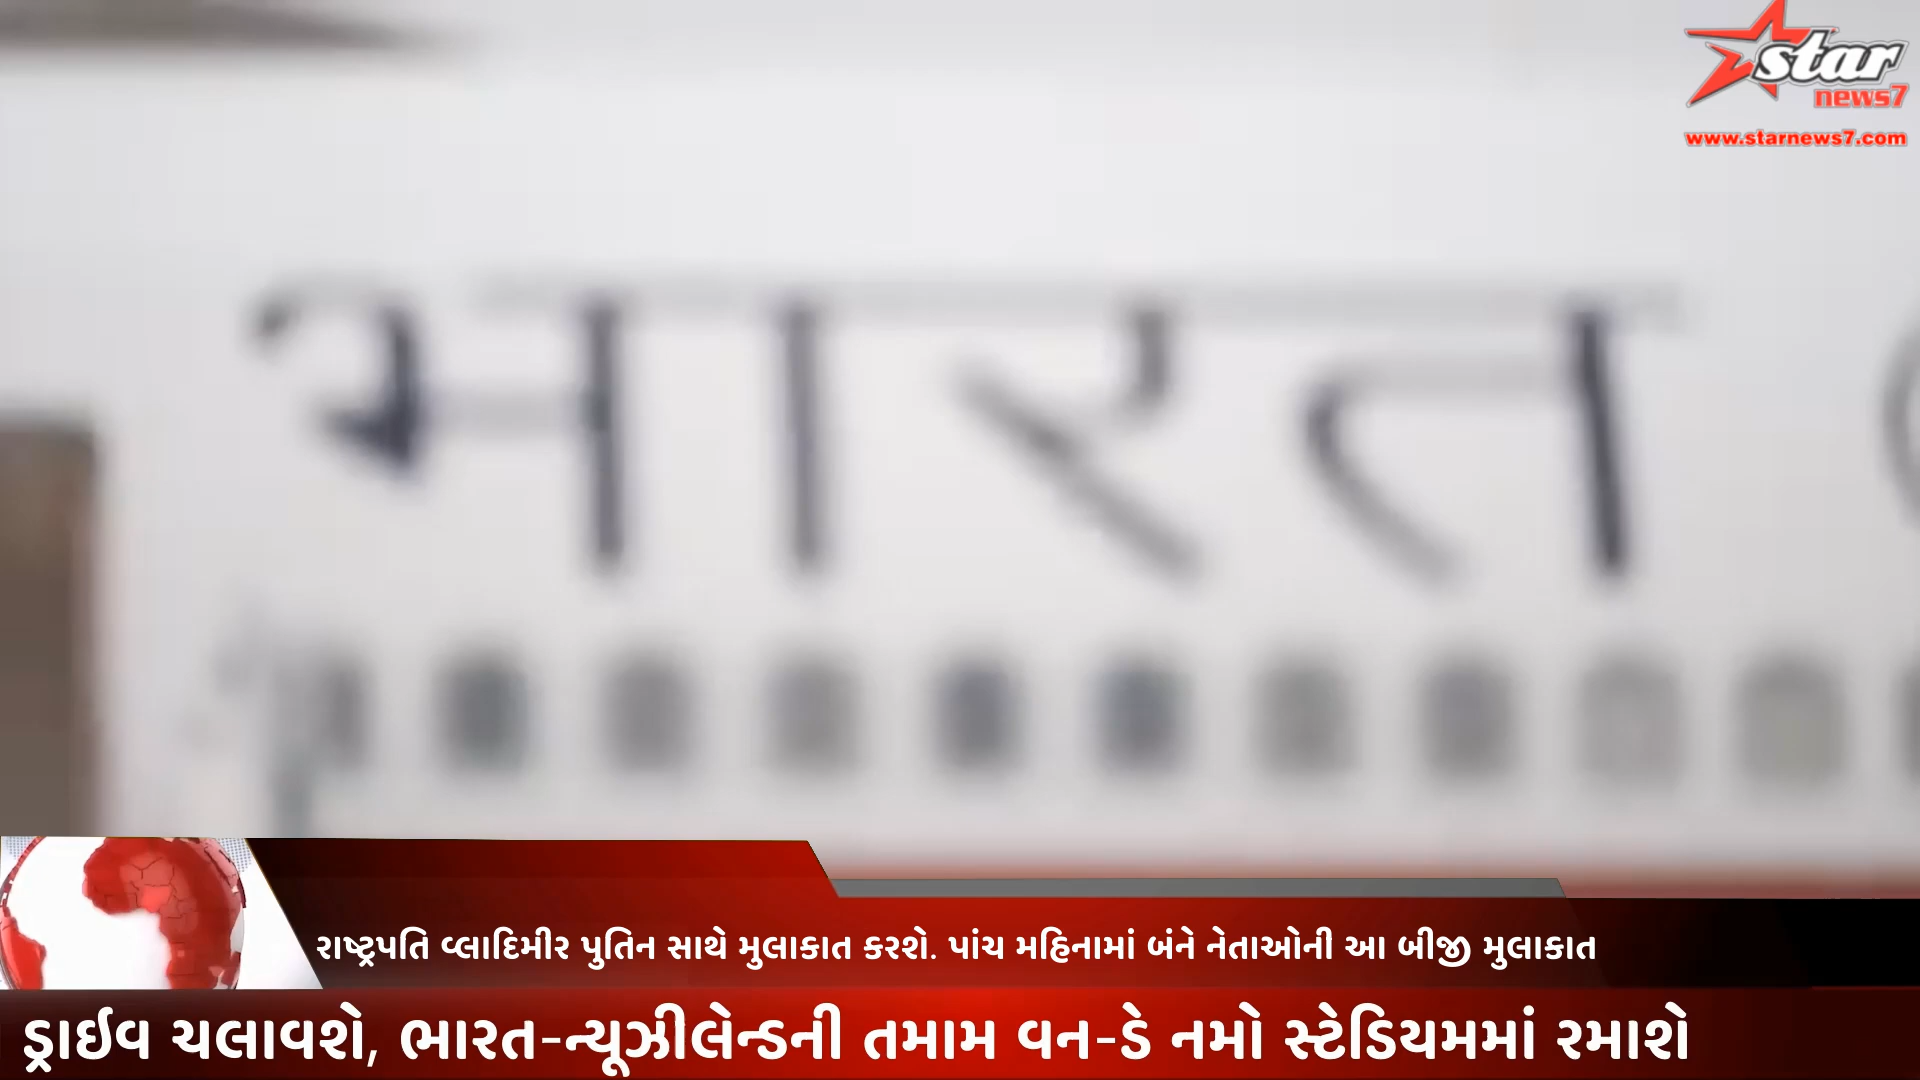 star
news7
www.starnews7.com
भारत
રાષ્ટ્રપતિ વ્લાદિમીર પુતિન સાથે મુલાકાત કરશે. પાંચ મહિનામાં બંને નેતાઓની આ બીજી મુલાકાત
ડ્રાઇવ ચલાવશે, ભારત-ન્યૂઝીલેન્ડની તમામ વન-ડે નમો સ્ટેડિયમમાં રમાશે